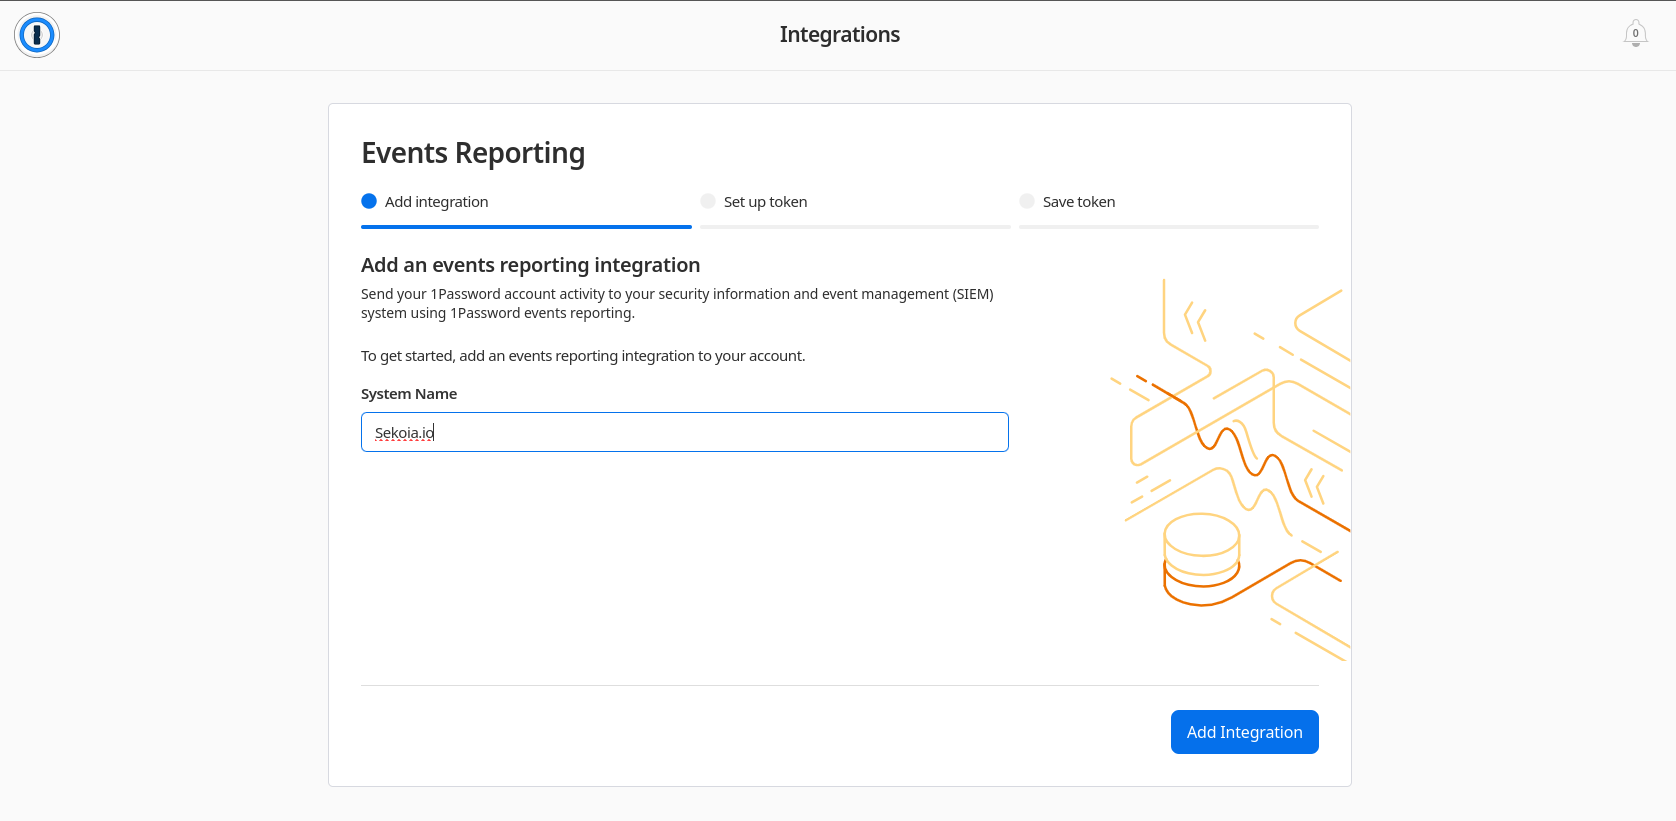 Integrations
0
Events Reporting
Add integration
Set up token
Save token
Add an events reporting integration
Send your 1Password account activity to your security information and event management (SIEM)
system using 1Password events reporting.
To get started, add an events reporting integration to your account.
System Name
Sekoia.io
Add Integration